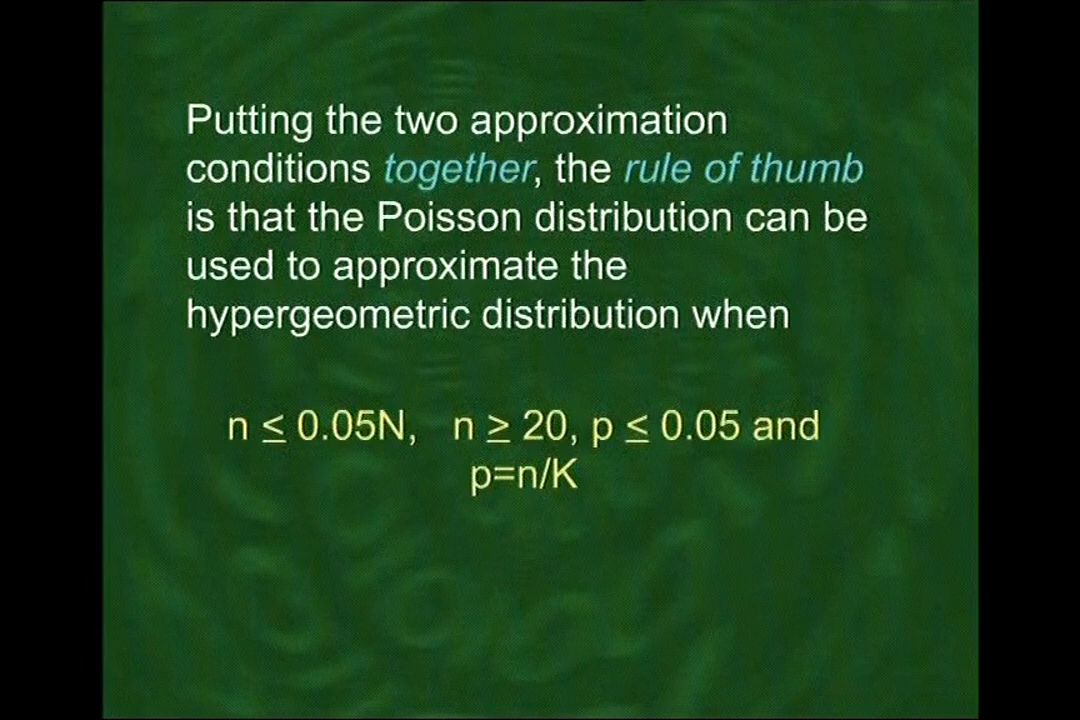 Putting the two approximation
conditions together, the rule of thumb
is that the Poisson distribution can be
used to approximate the
hypergeometric distribution when
n ≤ 0.05N, n ≥ 20, p ≤ 0.05 and
p=n/K